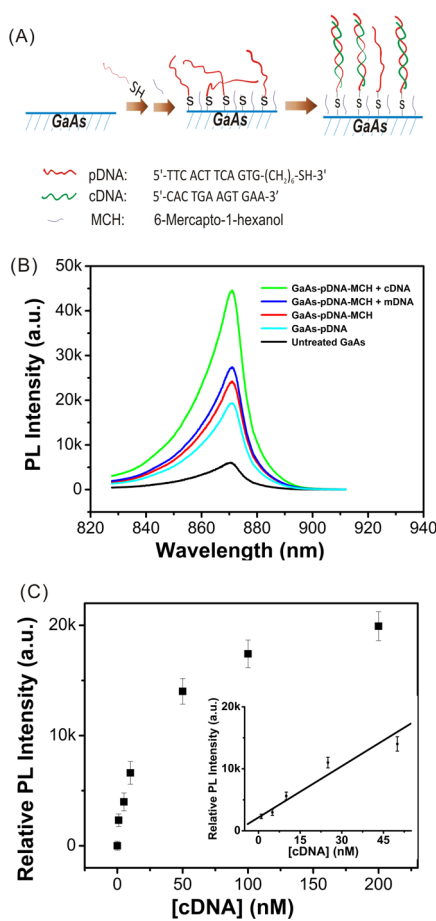 (A)
SH
S S S S S
S S S S
GaAs
GaAs
GaAs
pDNA: 5'-TTC ACT TCA GTG-(CH₂)₆-SH-3'
cDNA: 5'-CAC TGA AGT GAA-3'
MCH: 6-Mercapto-1-hexanol
(B)
50k
40k
30k
20k
10k
0
PL Intensity (a.u.)
GaAs-pDNA-MCH + cDNA
GaAs-pDNA-MCH + mDNA
GaAs-pDNA-MCH
GaAs-pDNA
Untreated GaAs
820 840 860 880 900 920 940
Wavelength (nm)
(C)
20k
10k
0
Relative PL Intensity (a.u.)
20k
10k
0
Relative PL Intensity (a.u.)
0 15 30 45
[cDNA] (nM)
0 50 100 150 200
[cDNA] (nM)